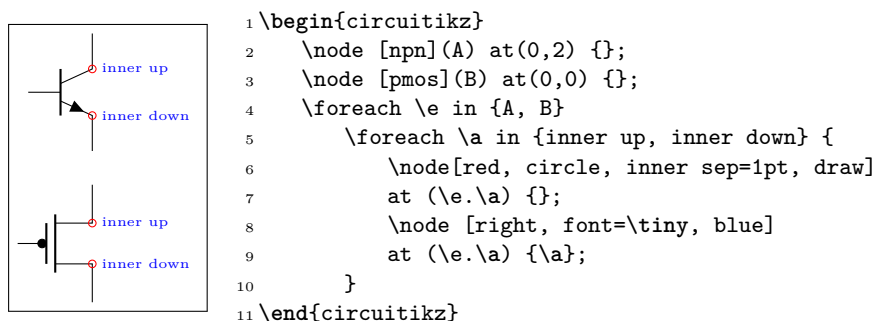 inner up
inner down
inner up
inner down
1 \begin{circuitikz}
2     \node [npn](A) at(0,2) {};
3     \node [pmos](B) at(0,0) {};
4     \foreach \e in {A, B}
5         \foreach \a in {inner up, inner down} {
6             \node[red, circle, inner sep=1pt, draw]
7             at (\e.\a) {};
8             \node [right, font=\tiny, blue]
9             at (\e.\a) {\a};
10         }
11 \end{circuitikz}